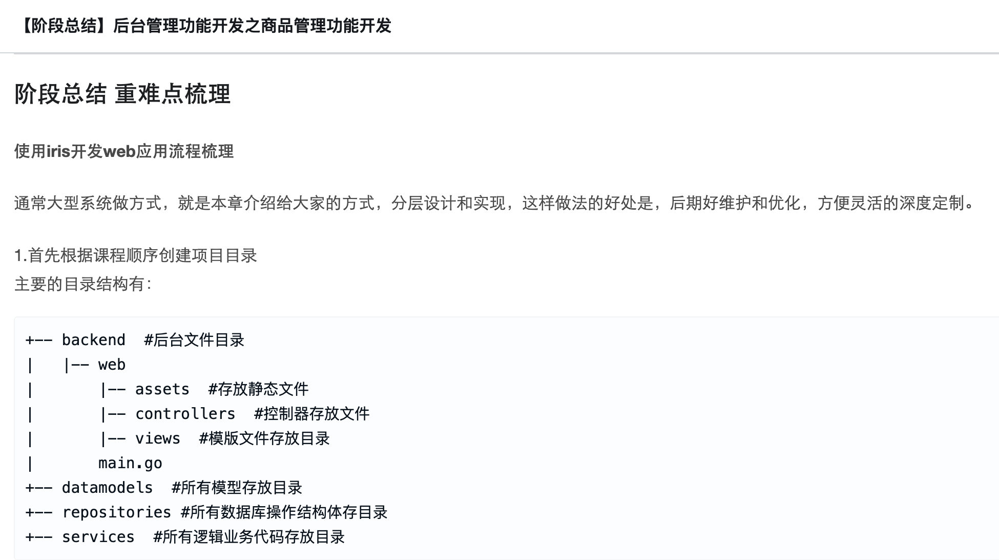 【阶段总结】后台管理功能开发之商品管理功能开发
阶段总结 重难点梳理
使用iris开发web应用流程梳理
通常大型系统做方式，就是本章介绍给大家的方式，分层设计和实现，这样做法的好处是，后期好维护和优化，方便灵活的深度定制。
1.首先根据课程顺序创建项目目录
主要的目录结构有：
+-- backend  #后台文件目录
|   |-- web
|       |-- assets  #存放静态文件
|       |-- controllers  #控制器存放文件
|       |-- views  #模版文件存放目录
|       main.go
+-- datamodels  #所有模型存放目录
+-- repositories #所有数据库操作结构体存目录
+-- services  #所有逻辑业务代码存放目录